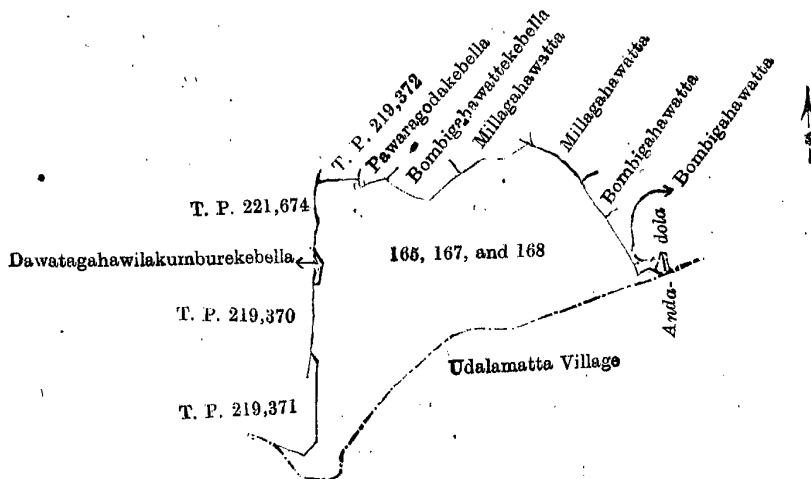 T. P. 219,372
Pawaragodakebella
Bombigahawattekebella
Millagahawatta
Millagahawatta
Bombigahawatta
Bombigahawatta
T. P. 221,674
Dawatagahawilakumburekebella
165, 167, and 168
Anda-dola
T. P. 219,370
Udalamatta Village
T. P. 219,371